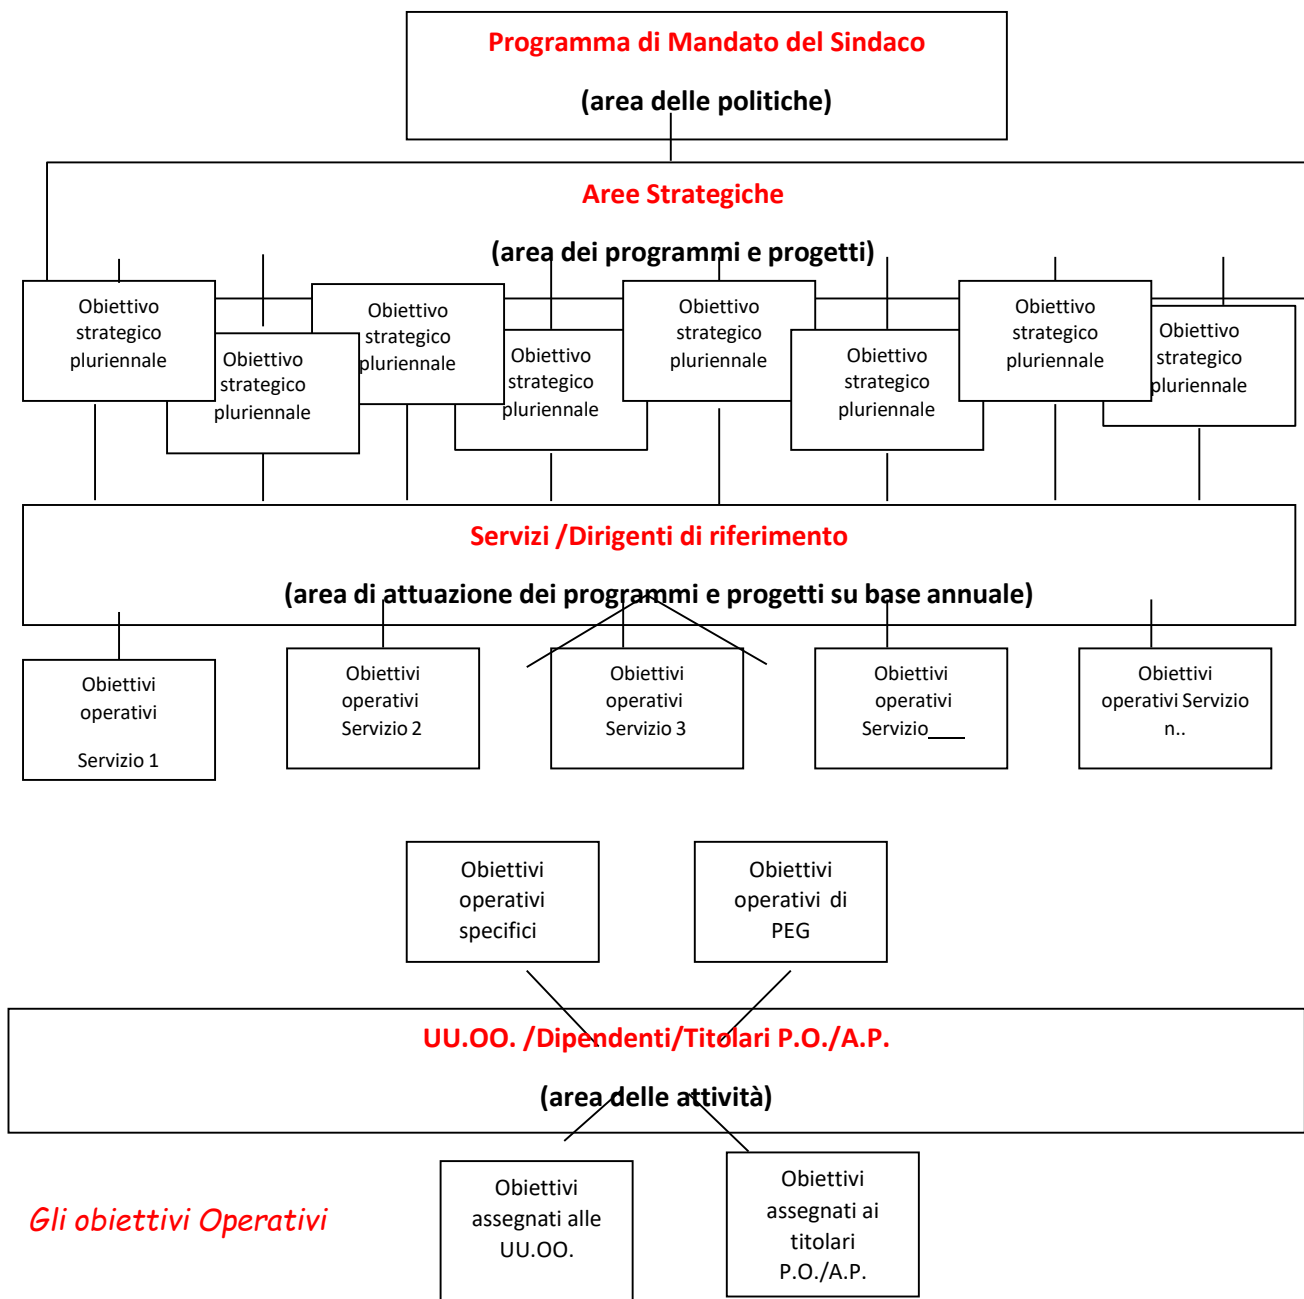 Programma di Mandato del Sindaco
(area delle politiche)
Aree Strategiche
(area dei programmi e progetti)
Obiettivo
strategico
pluriennale
Obiettivo
strategico
pluriennale
Obiettivo
strategico
pluriennale
Obiettivo
strategico
pluriennale
Obiettivo
strategico
pluriennale
Obiettivo
strategico
pluriennale
Obiettivo
strategico
pluriennale
Obiettivo
strategico
pluriennale
Servizi /Dirigenti di riferimento
(area di attuazione dei programmi e progetti su base annuale)
Obiettivi
operativi
Servizio 1
Obiettivi
operativi
Servizio 2
Obiettivi
operativi
Servizio 3
Obiettivi
operativi
Servizio___
Obiettivi
operativi Servizio
n..
Obiettivi
operativi
specifici
Obiettivi
operativi di
PEG
UU.OO. /Dipendenti/Titolari P.O./A.P.
(area delle attività)
Obiettivi
assegnati alle
UU.OO.
Obiettivi
assegnati ai
titolari
P.O./A.P.
Gli obiettivi Operativi